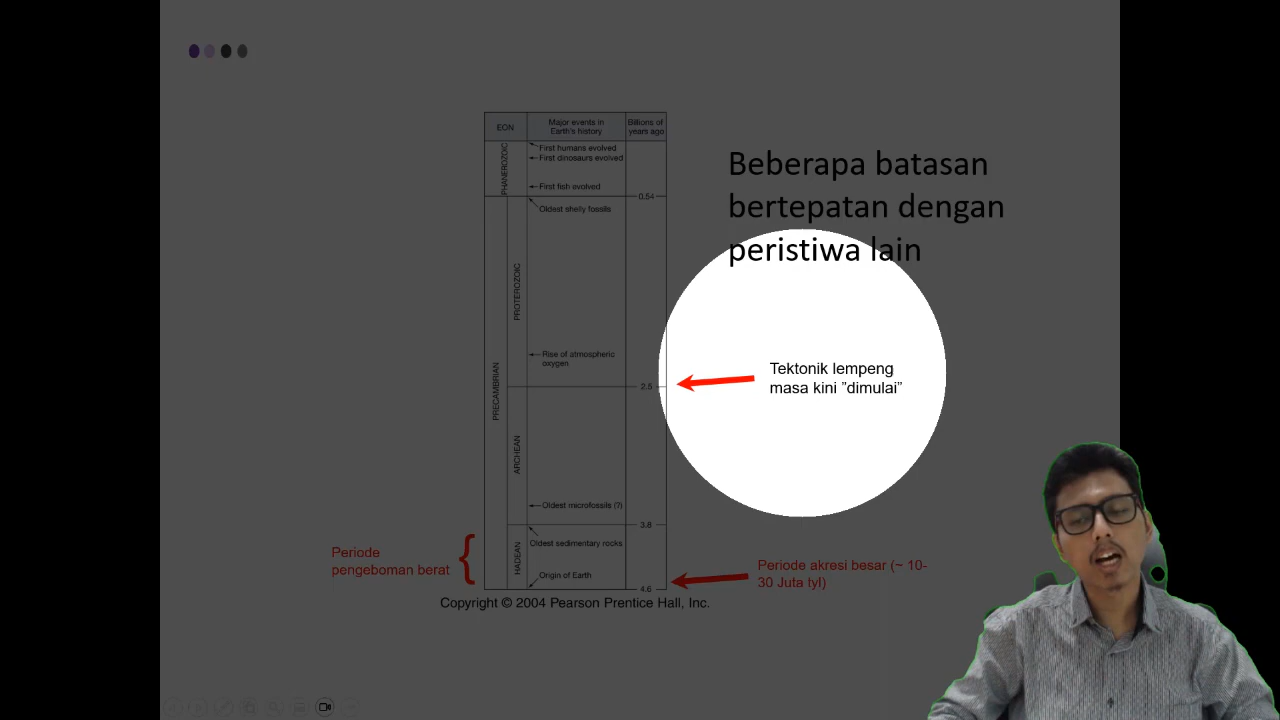 EON
Major events in
Earth's history
Billions of
years ago
PHANEROZOIC
First humans evolved
First dinosaurs evolved
First fish evolved
0.54
Oldest shelly fossils
Beberapa batasan
bertepatan dengan
peristiwa lain
PRECAMBRIAN
PROTEROZOIC
Rise of atmospheric
oxygen
2.5
Tektonik lempeng
masa kini ”dimulai”
ARCHEAN
Oldest microfossils (?)
3.8
Oldest sedimentary rocks
HADEAN
Origin of Earth
4.6
Periode
pengeboman berat
Periode akresi besar (~ 10-
30 Juta tyl)
Copyright © 2004 Pearson Prentice Hall, Inc.